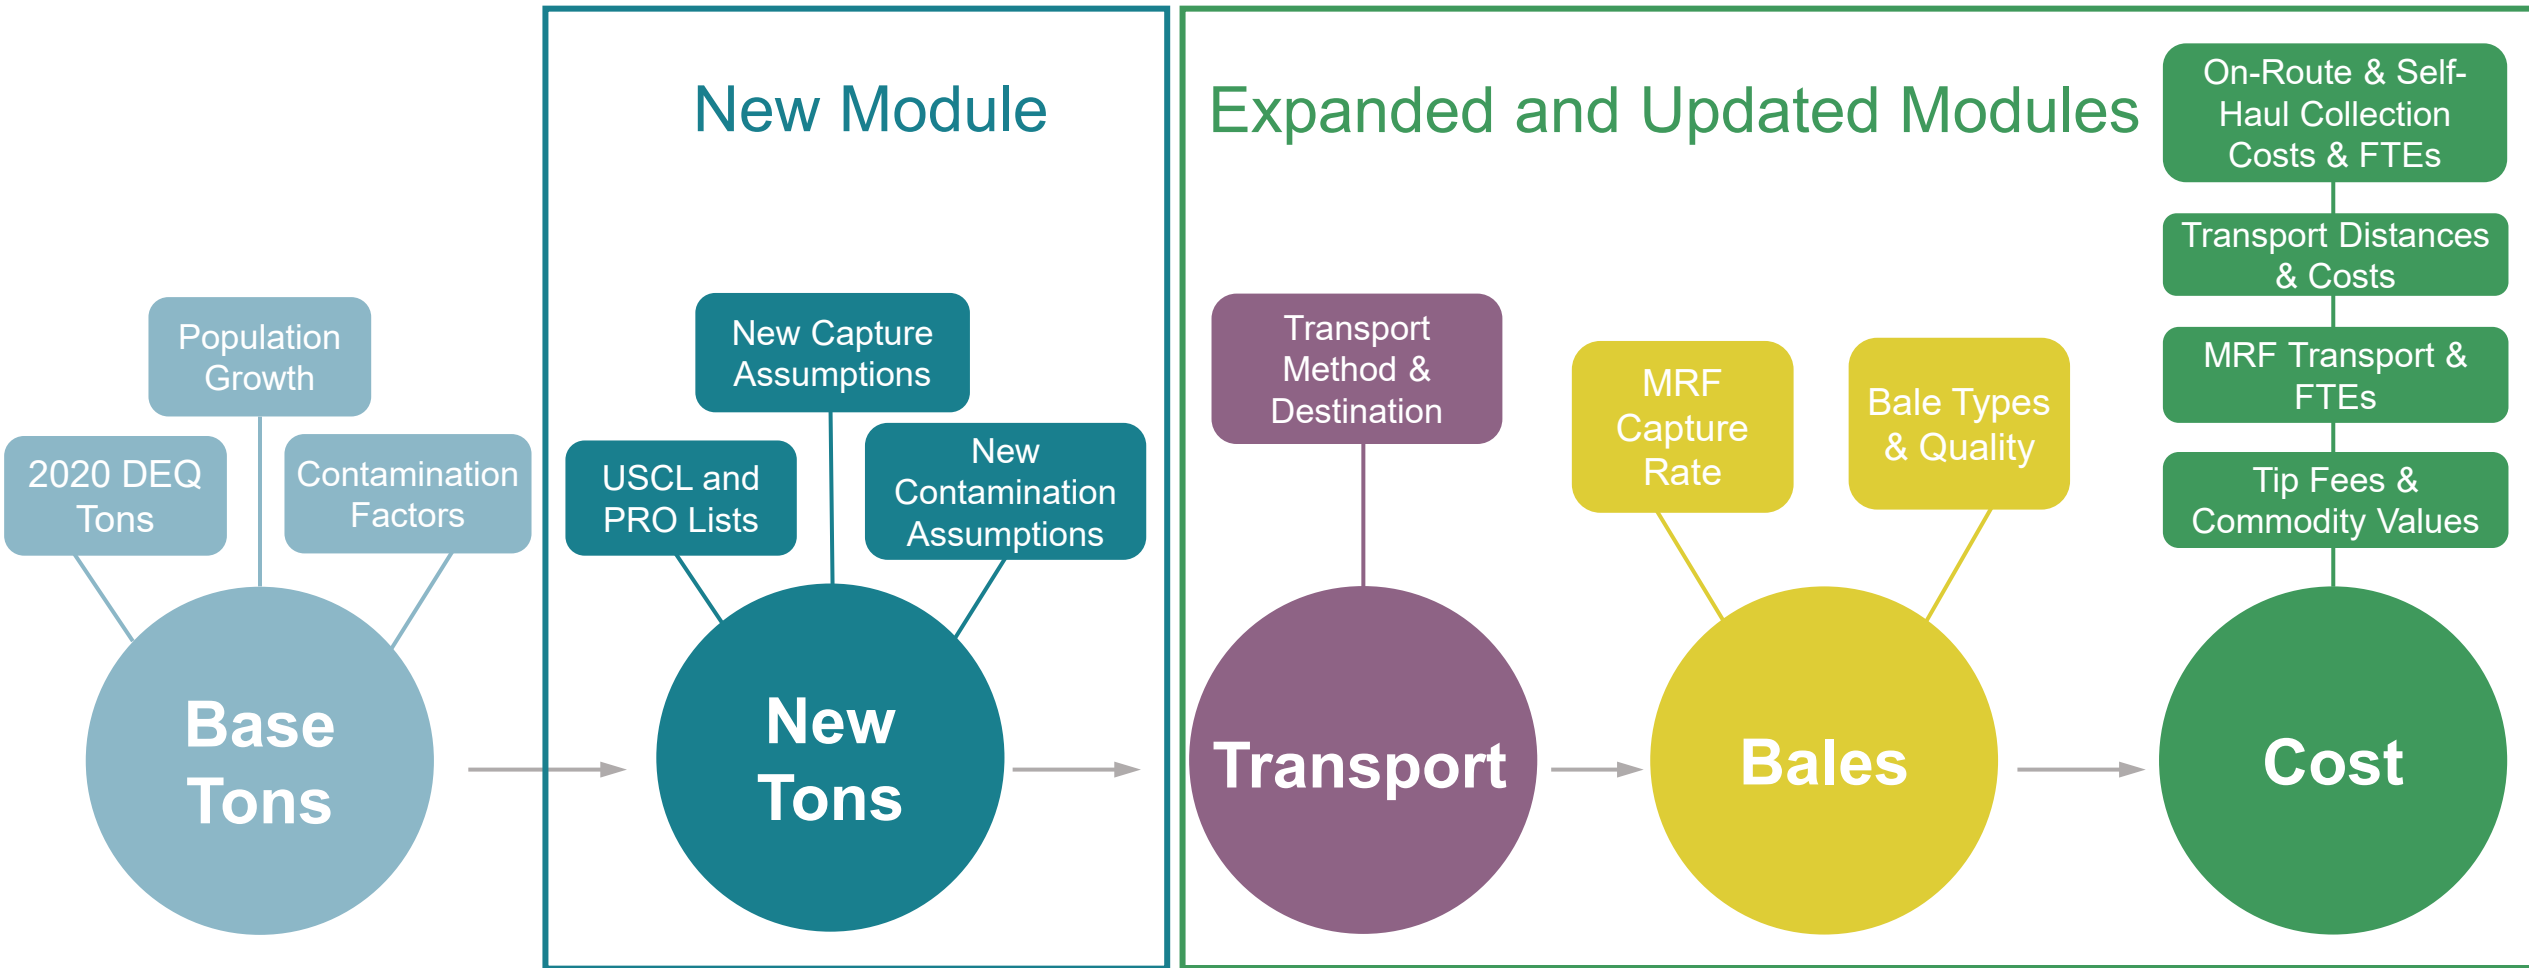 New Module
Expanded and Updated Modules
Population
Growth
2020 DEQ
Tons
Contamination
Factors
Base
Tons
New Capture
Assumptions
USCL and
PRO Lists
New
Contamination
Assumptions
New
Tons
Transport
Method &
Destination
Transport
MRF
Capture
Rate
Bale Types
& Quality
Bales
On-Route & Self-
Haul Collection
Costs & FTEs
Transport Distances
& Costs
MRF Transport &
FTEs
Tip Fees &
Commodity Values
Cost